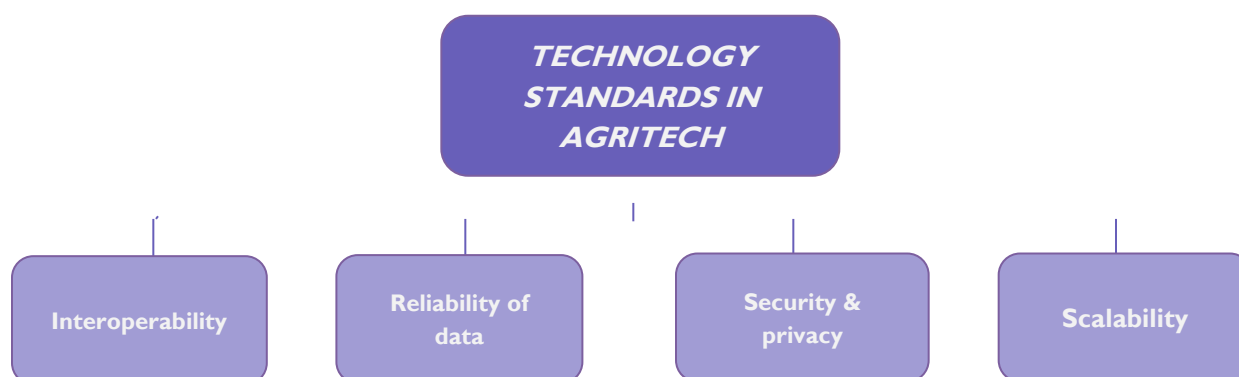 TECHNOLOGY
STANDARDS IN
AGRITECH
Interoperability
Reliability of
data
Security &
privacy
Scalability